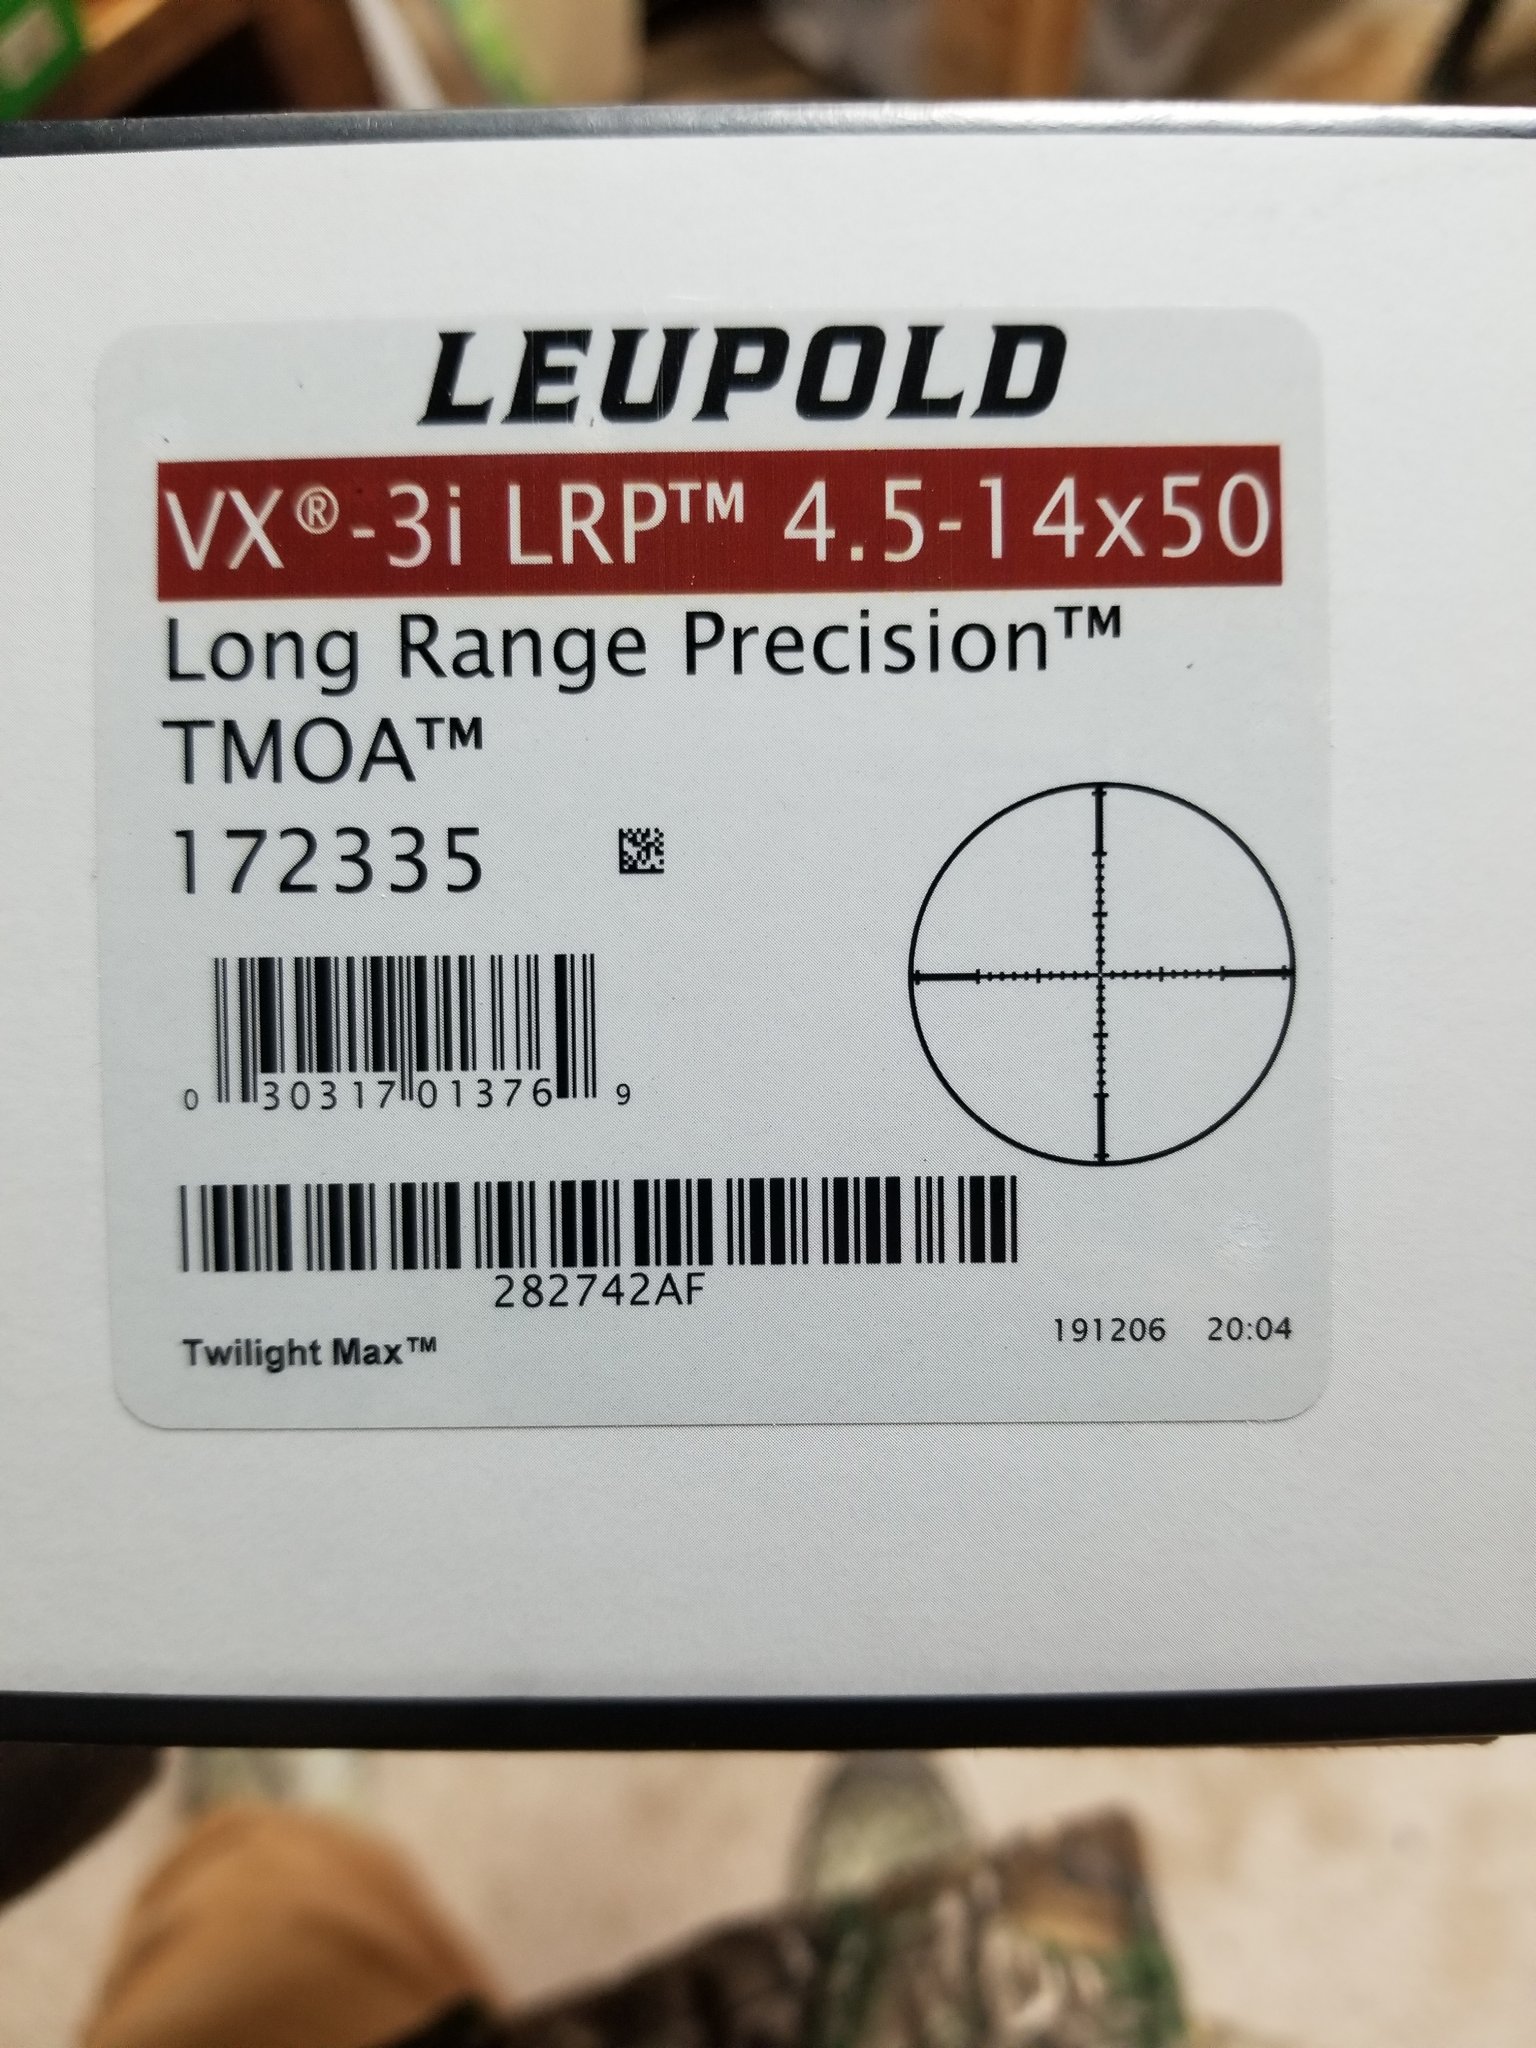 LEUPOLD
VX®-3i LRP™ 4.5-14x50
Long Range Precision™
TMOA™
172335
0 30317 01376 9
282742AF
Twilight Max™
191206 20:04